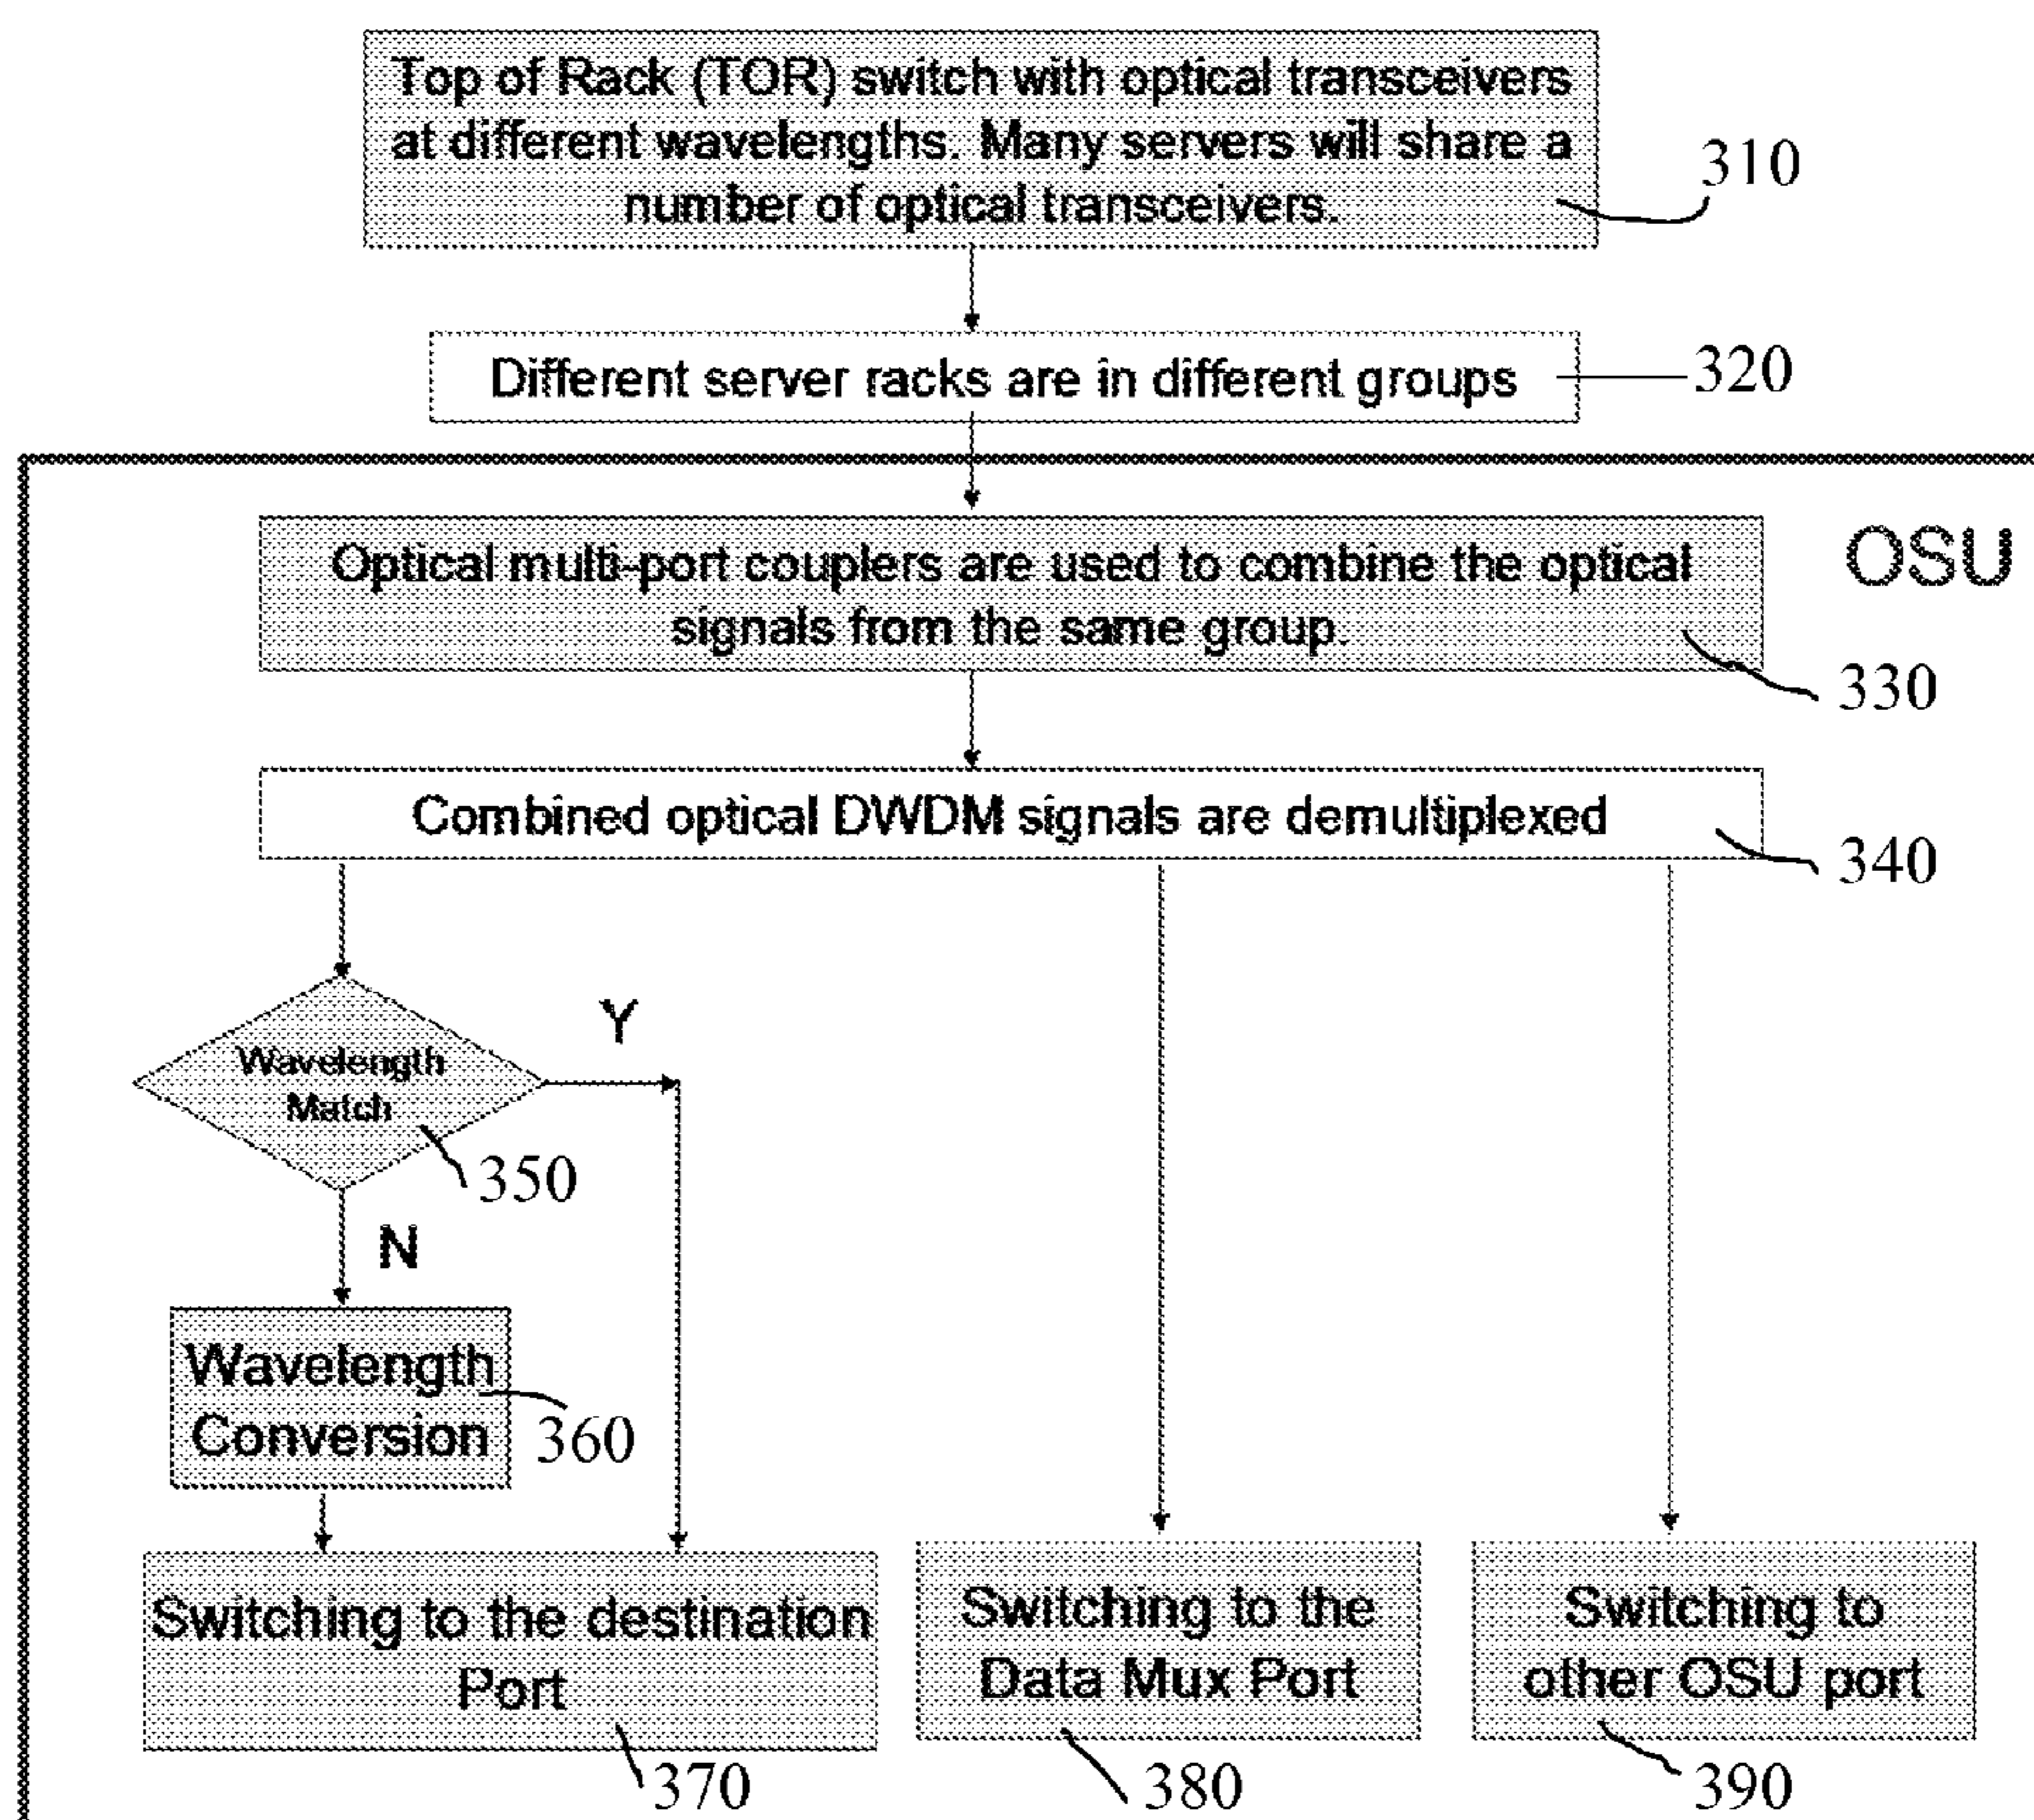 Top of Rack (TOR) switch with optical transceivers
at different wavelengths. Many servers will share a
number of optical transceivers.
310
Different server racks are in different groups
320
OSU
Optical multi-port couplers are used to combine the optical
signals from the same group.
330
Combined optical DWDM signals are demultiplexed
340
Y
Wavelength
Match
350
N
Wavelength
Conversion
360
Switching to the destination
Port
370
Switching to the
Data Mux Port
380
Switching to
other OSU port
390